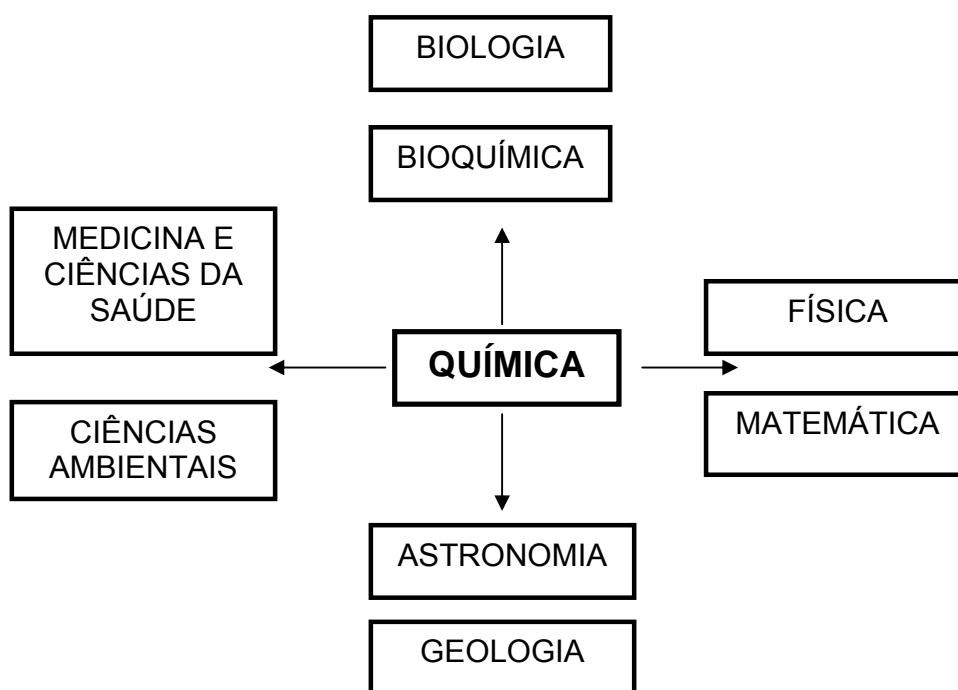 BIOLOGIA
BIOQUÍMICA
MEDICINA E
CIÊNCIAS DA
SAÚDE
FÍSICA
QUÍMICA
CIÊNCIAS
AMBIENTAIS
MATEMÁTICA
ASTRONOMIA
GEOLOGIA